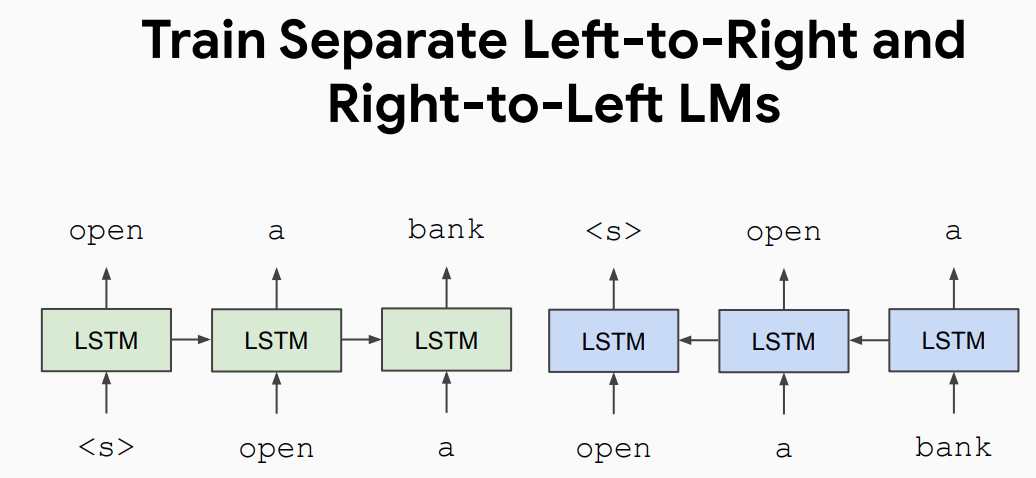 Train Separate Left-to-Right and
Right-to-Left LMs
open a bank <s> open a
LSTM LSTM LSTM LSTM LSTM LSTM
<s> open a open a bank